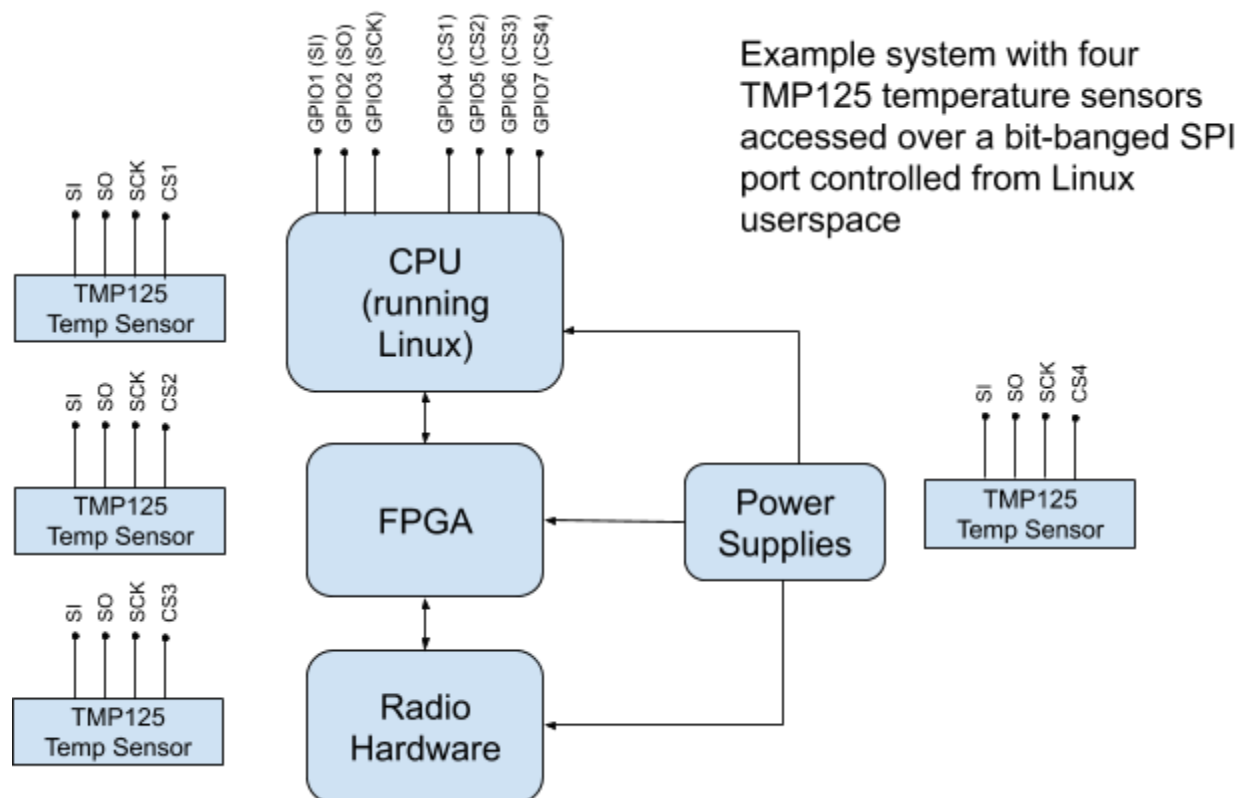 GPIO1 (SI)
GPIO2 (SO)
GPIO3 (SCK)
GPIO4 (CS1)
GPIO5 (CS2)
GPIO6 (CS3)
GPIO7 (CS4)
Example system with four
TMP125 temperature sensors
accessed over a bit-banged SPI
port controlled from Linux
userspace
SI
SO
SCK
CS1
TMP125
Temp Sensor
CPU
(running
Linux)
SI
SO
SCK
CS2
TMP125
Temp Sensor
FPGA
Power
Supplies
SI
SO
SCK
CS4
TMP125
Temp Sensor
SI
SO
SCK
CS3
TMP125
Temp Sensor
Radio
Hardware